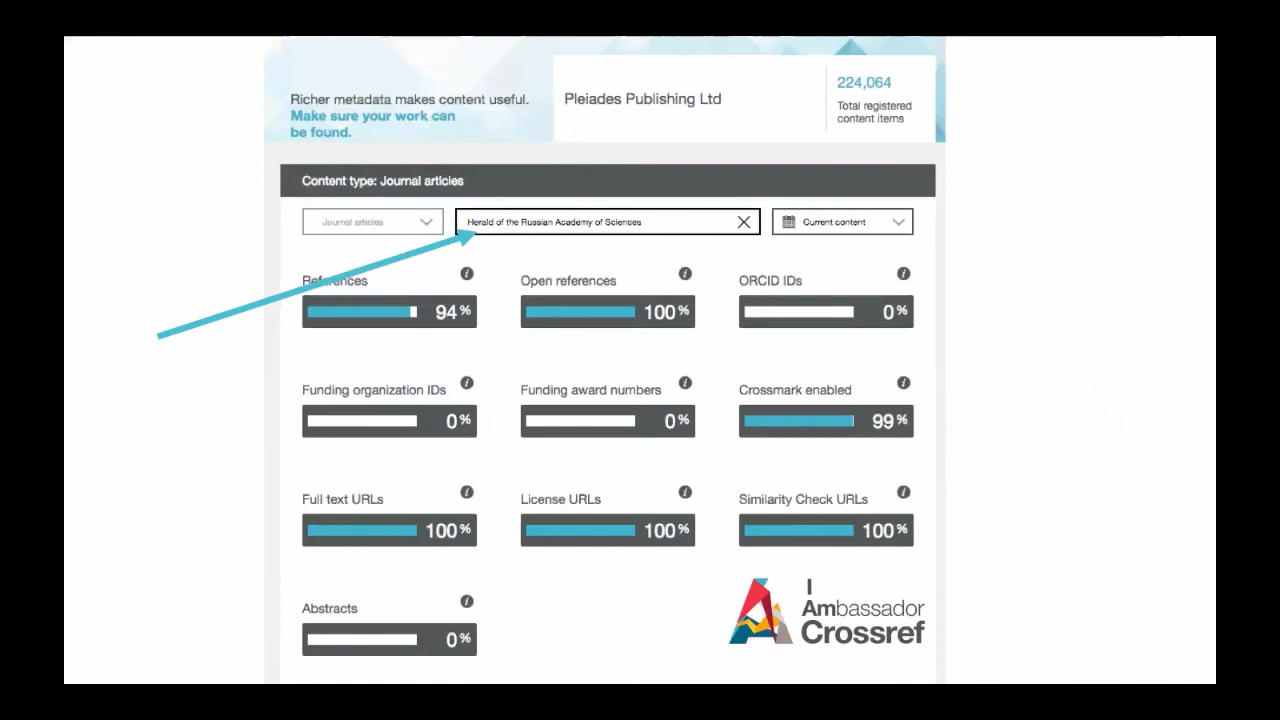 Richer metadata makes content useful.
Make sure your work can
be found.
Pleiades Publishing Ltd
224,064
Total registered
content items
Content type: Journal articles
Journal articles
Herald of the Russian Academy of Sciences
Current content
References
94%
Open references
100%
ORCID IDs
0%
Funding organization IDs
0%
Funding award numbers
0%
Crossmark enabled
99%
Full text URLs
100%
License URLs
100%
Similarity Check URLs
100%
Abstracts
0%
I
Ambassador
Crossref